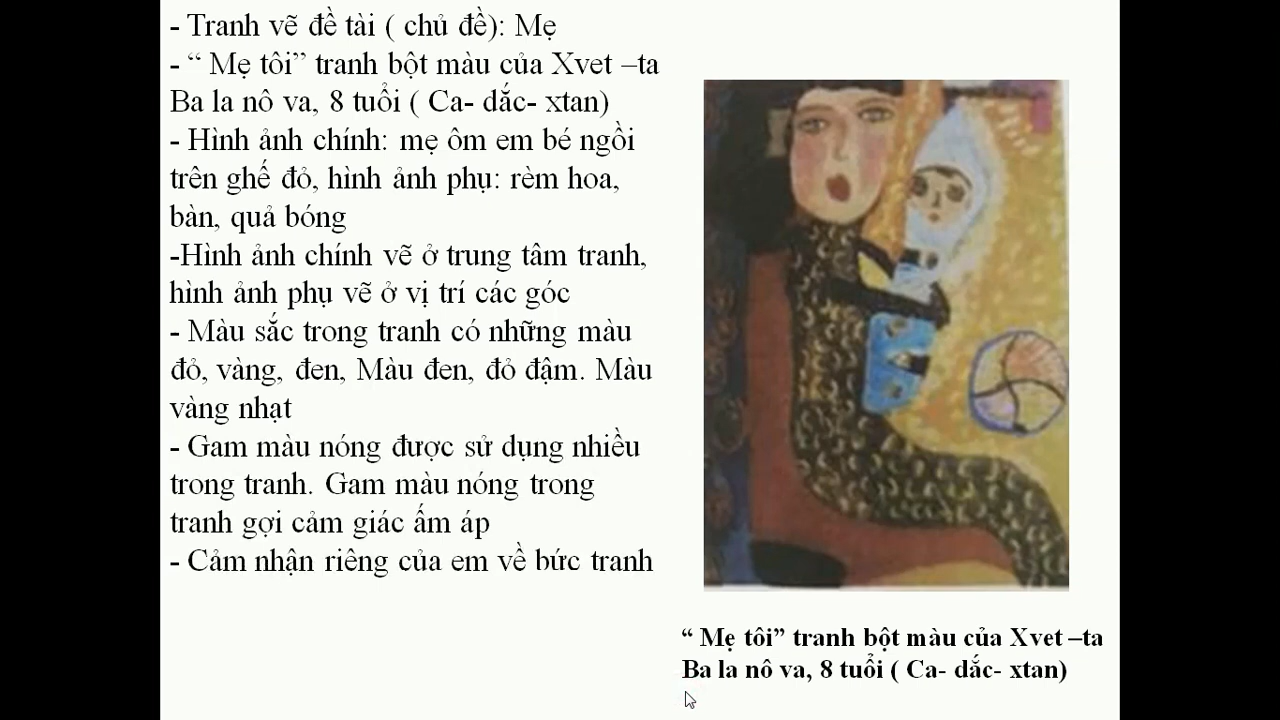 - Tranh vẽ đề tài ( chủ đề): Mẹ
- “ Mẹ tôi” tranh bột màu của Xvet –ta
Ba la nô va, 8 tuổi ( Ca- dắc- xtan)
- Hình ảnh chính: mẹ ôm em bé ngồi
trên ghế đỏ, hình ảnh phụ: rèm hoa,
bàn, quả bóng
-Hình ảnh chính vẽ ở trung tâm tranh,
hình ảnh phụ vẽ ở vị trí các góc
- Màu sắc trong tranh có những màu
đỏ, vàng, đen, Màu đen, đỏ đậm. Màu
vàng nhạt
- Gam màu nóng được sử dụng nhiều
trong tranh. Gam màu nóng trong
tranh gợi cảm giác ấm áp
- Cảm nhận riêng của em về bức tranh
“ Mẹ tôi” tranh bột màu của Xvet –ta
Ba la nô va, 8 tuổi ( Ca- dắc- xtan)